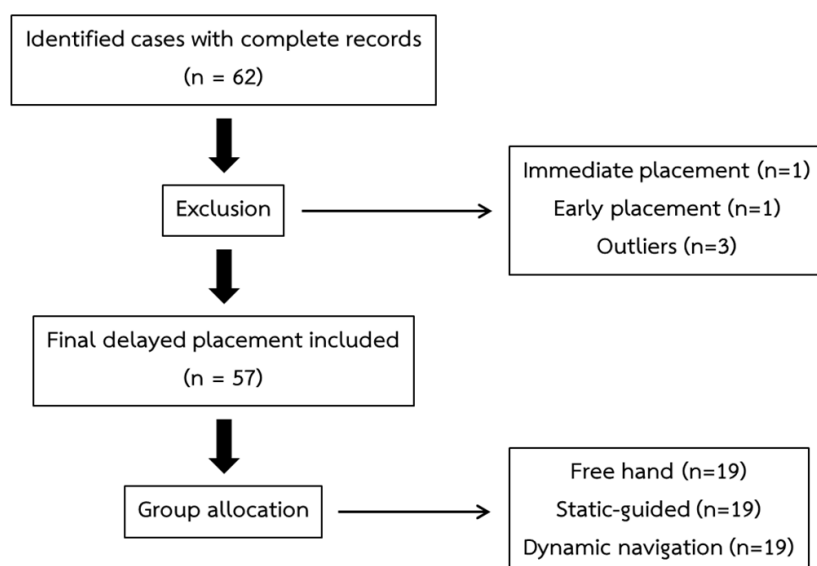 Identified cases with complete records
(n = 62)
Exclusion
Immediate placement (n=1)
Early placement (n=1)
Outliers (n=3)
Final delayed placement included
(n = 57)
Group allocation
Free hand (n=19)
Static-guided (n=19)
Dynamic navigation (n=19)